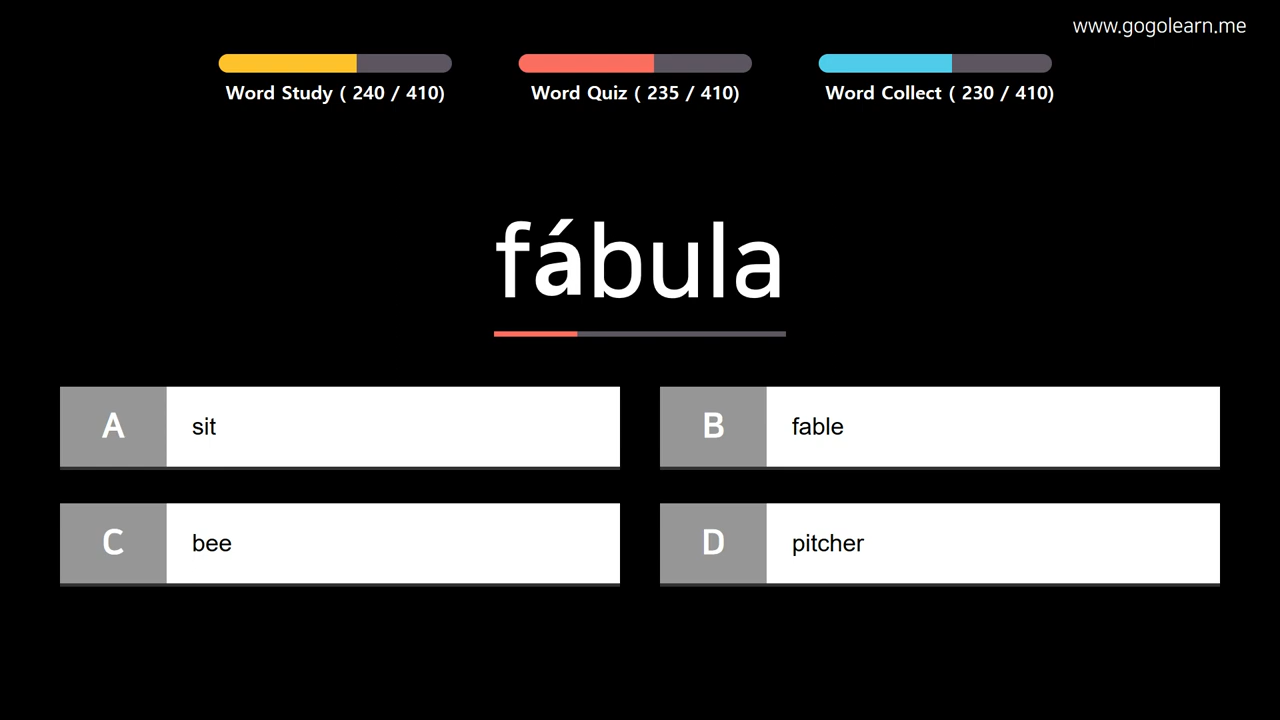 www.gogolearn.me
Word Study ( 240 / 410)
Word Quiz ( 235 / 410)
Word Collect ( 230 / 410)
fábula
A sit
B fable
C bee
D pitcher